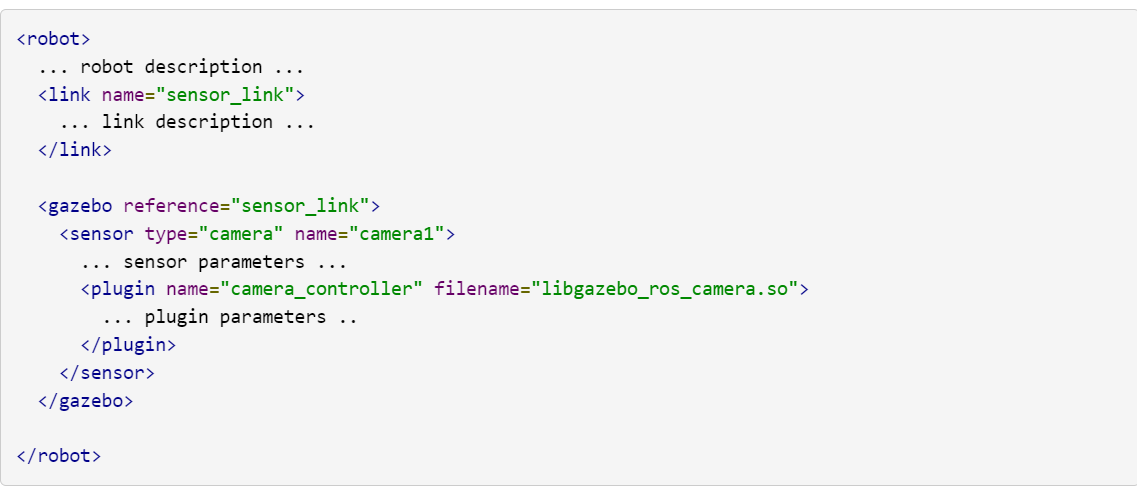 <robot>
  ... robot description ...
  <link name="sensor_link">
    ... link description ...
  </link>

  <gazebo reference="sensor_link">
    <sensor type="camera" name="camera1">
      ... sensor parameters ...
      <plugin name="camera_controller" filename="libgazebo_ros_camera.so">
        ... plugin parameters ..
      </plugin>
    </sensor>
  </gazebo>

</robot>